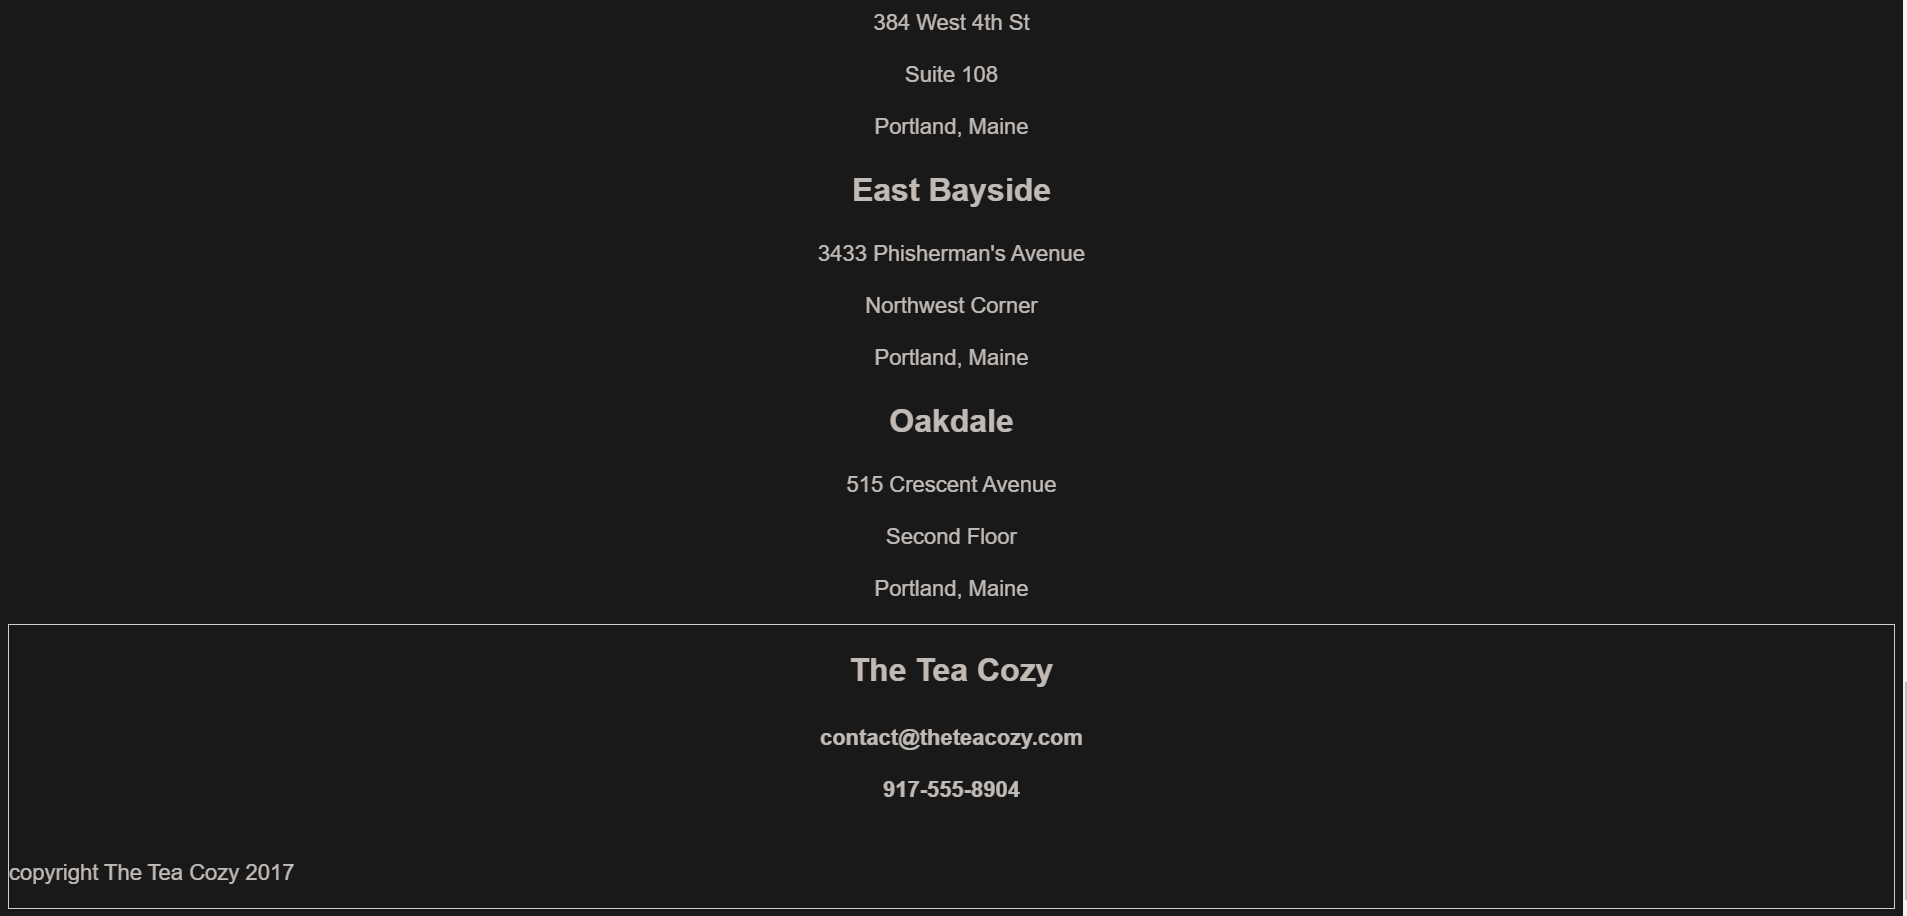 384 West 4th St
Suite 108
Portland, Maine
East Bayside
3433 Phisherman's Avenue
Northwest Corner
Portland, Maine
Oakdale
515 Crescent Avenue
Second Floor
Portland, Maine
The Tea Cozy
contact@theteacozy.com
917-555-8904
copyright The Tea Cozy 2017